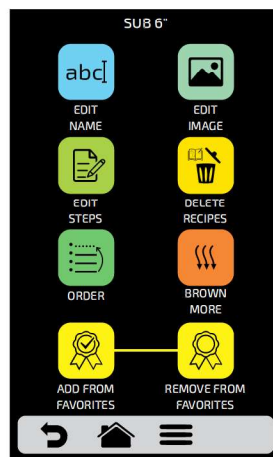 SUB 6"
abc
EDIT
NAME
EDIT
IMAGE
EDIT
STEPS
DELETE
RECIPES
ORDER
BROWN
MORE
ADD FROM
FAVORITES
REMOVE FROM
FAVORITES